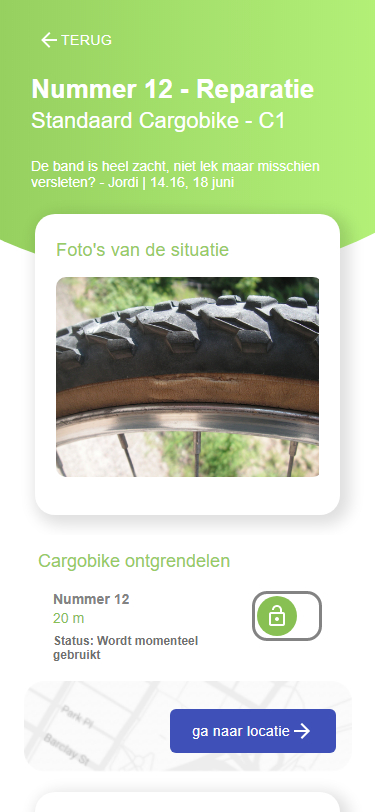 TERUG
Nummer 12 - Reparatie
Standaard Cargobike - C1
De band is heel zacht, niet lek maar misschien
versleten? - Jordi | 14.16, 18 juni
Foto's van de situatie
Cargobike ontgrendelen
Nummer 12
20 m
Status: Wordt momenteel
gebruikt
Park Pl
Barclay St
ga naar locatie